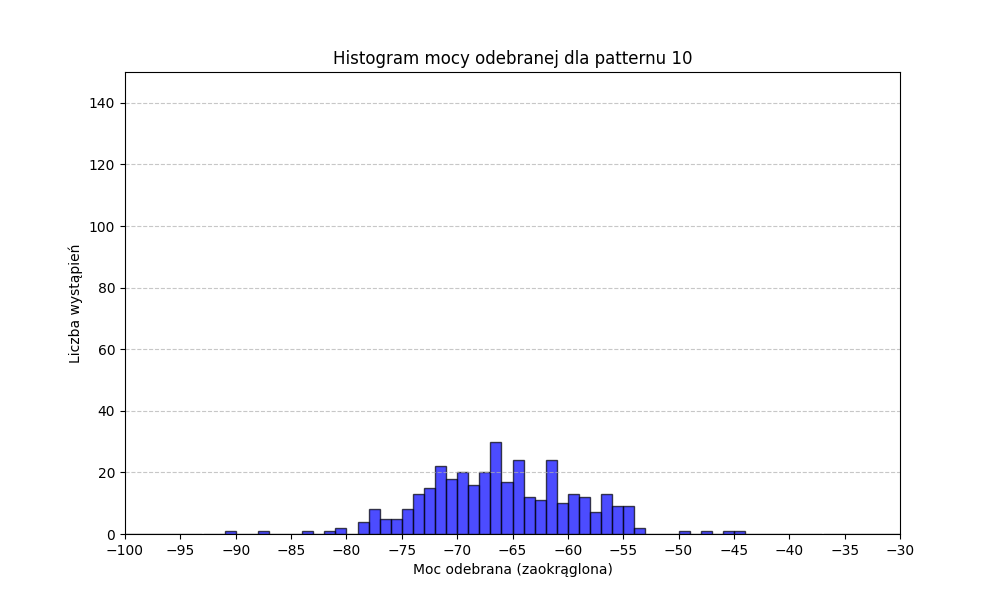 Histogram mocy odebranej dla patternu 10
140
120
100
80
60
40
20
0
Liczba wystąpień
−100 −95 −90 −85 −80 −75 −70 −65 −60 −55 −50 −45 −40 −35 −30
Moc odebrana (zaokrąglona)